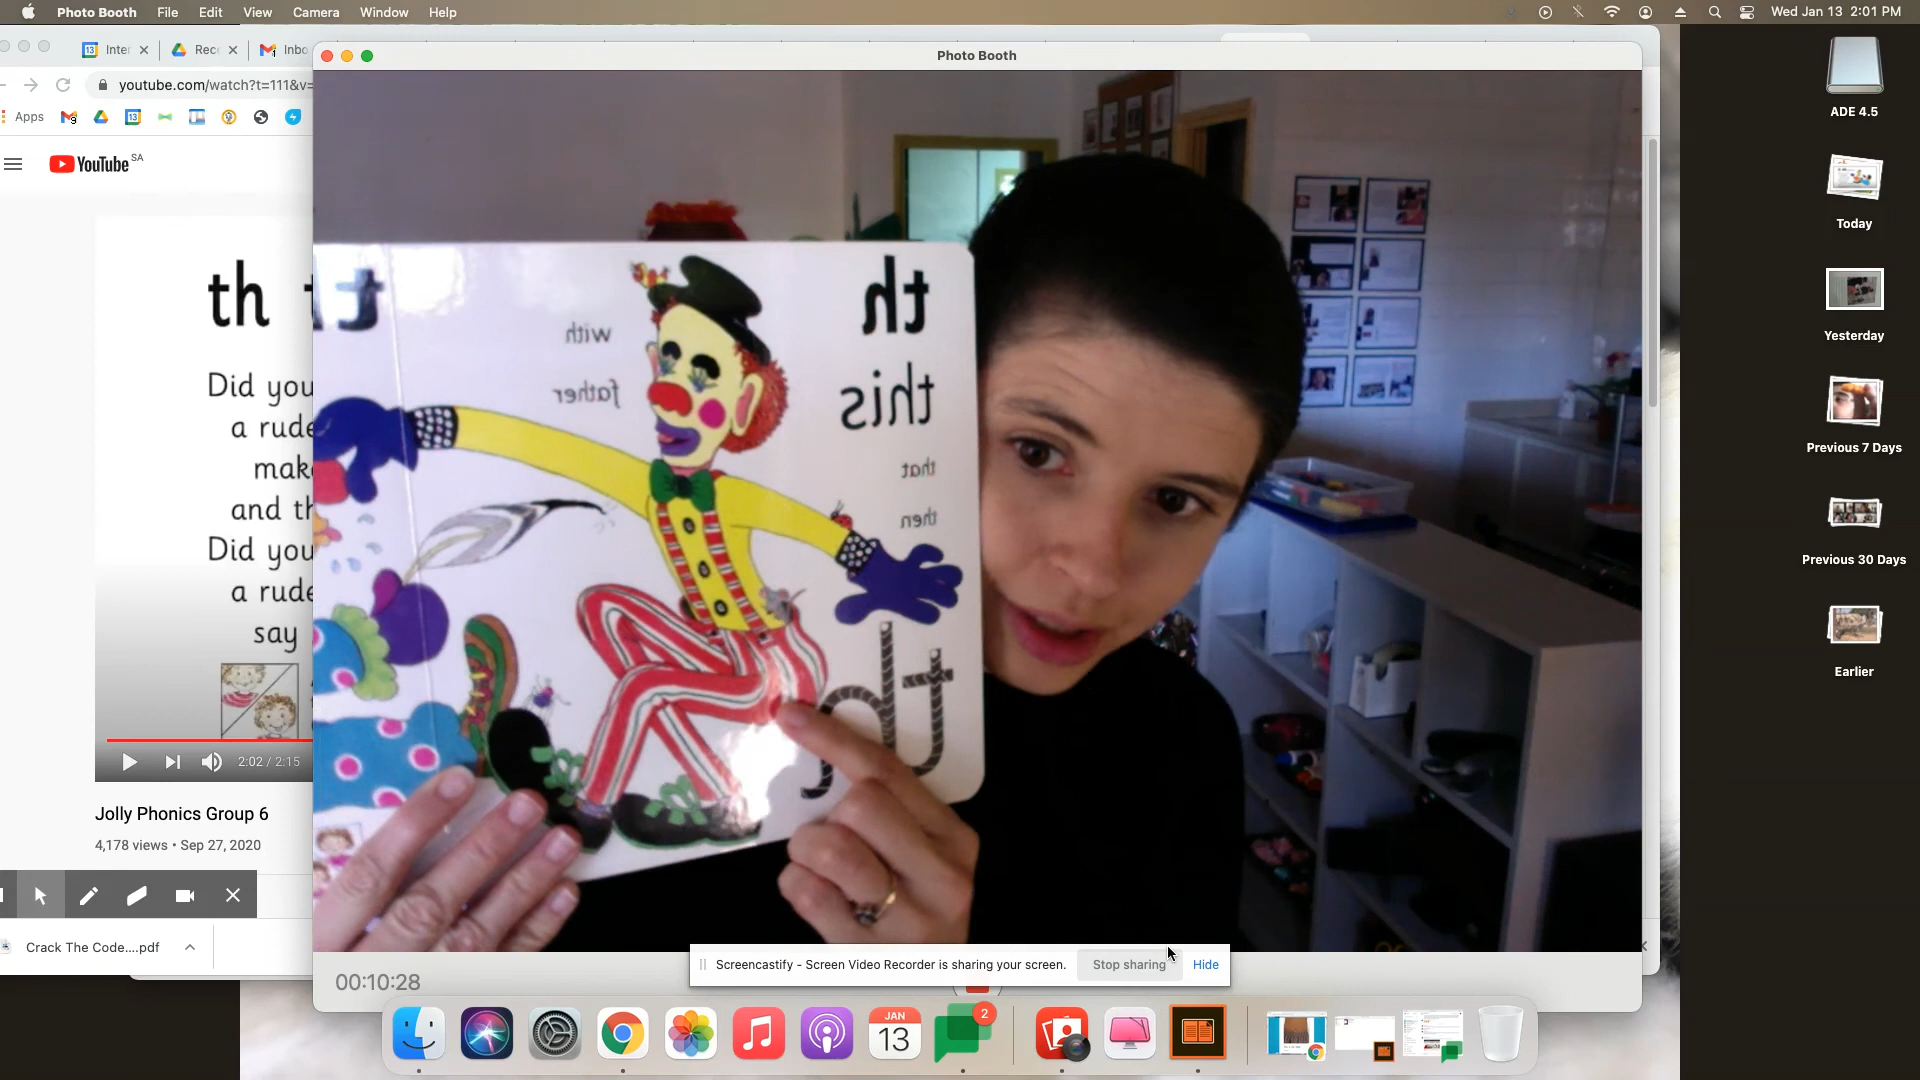 Photo Booth File Edit View Camera Window Help
Wed Jan 13 2:01 PM
Inter
Rec
Inbo
youtube.com/watch?t=111&v=
Apps
YouTube SA
th
Did you
a rude
mak
and th
Did you
a rude
say
2:02 / 2:15
Jolly Phonics Group 6
4,178 views • Sep 27, 2020
Crack The Code....pdf
Photo Booth
th
this
with
father
that
then
th
00:10:28
Screencastify - Screen Video Recorder is sharing your screen.
Stop sharing
Hide
ADE 4.5
Today
Yesterday
Previous 7 Days
Previous 30 Days
Earlier
JAN
13
2